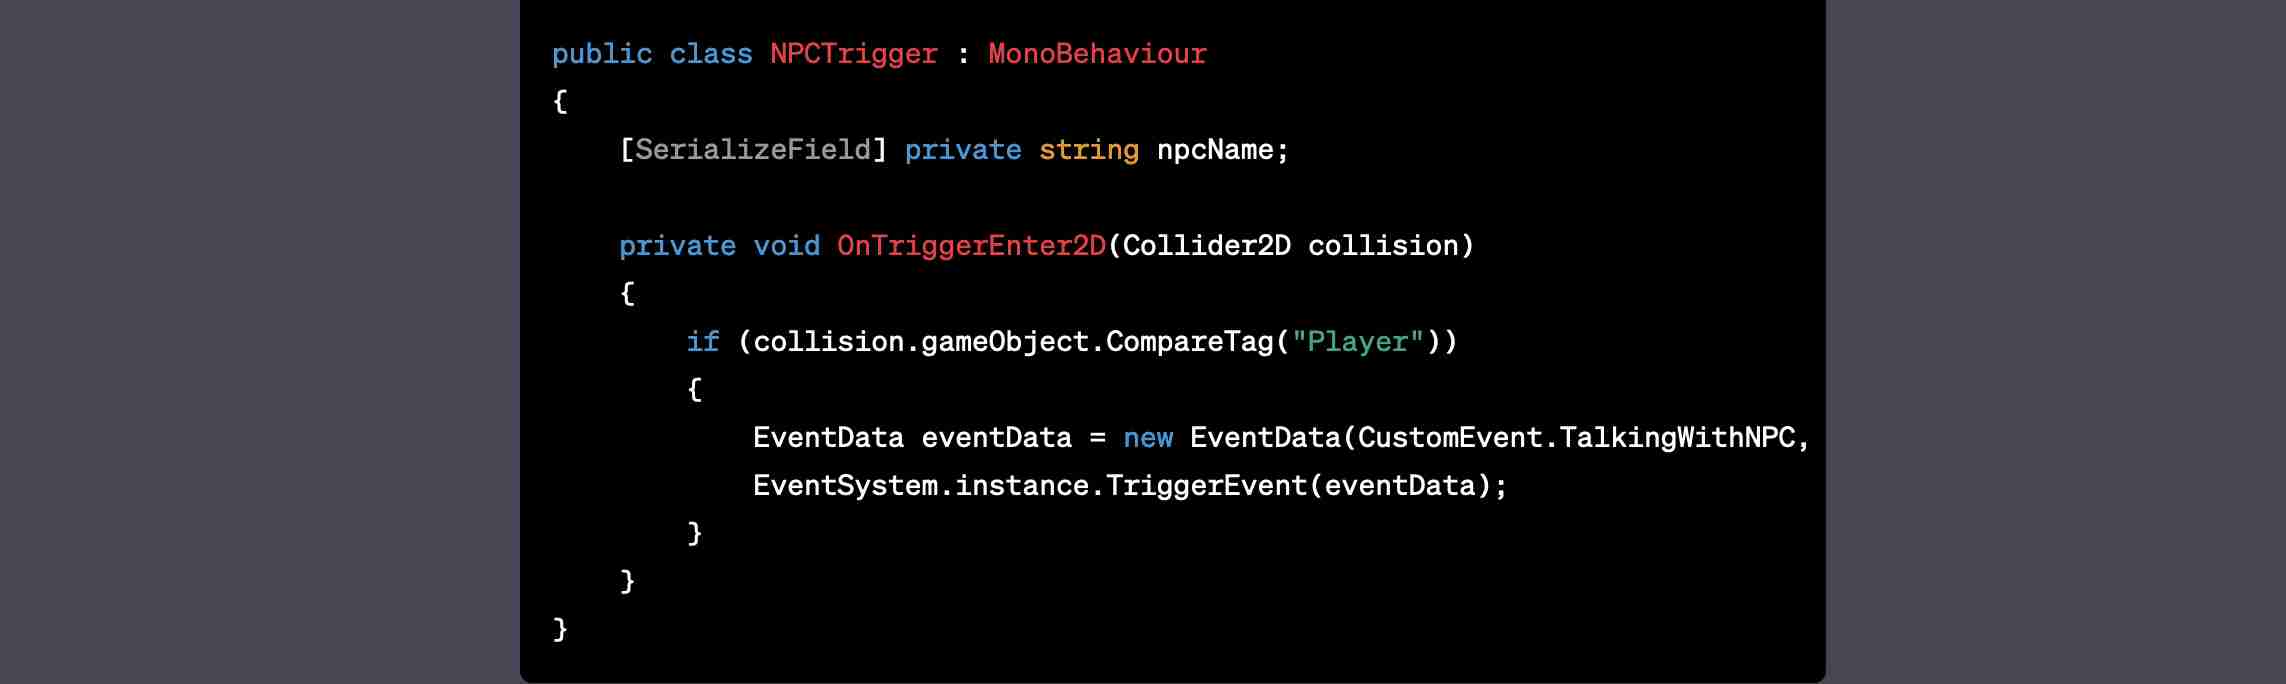 public class NPCTrigger : MonoBehaviour
{
    [SerializeField] private string npcName;

    private void OnTriggerEnter2D(Collider2D collision)
    {
        if (collision.gameObject.CompareTag("Player"))
        {
            EventData eventData = new EventData(CustomEvent.TalkingWithNPC,
            EventSystem.instance.TriggerEvent(eventData);
        }
    }
}